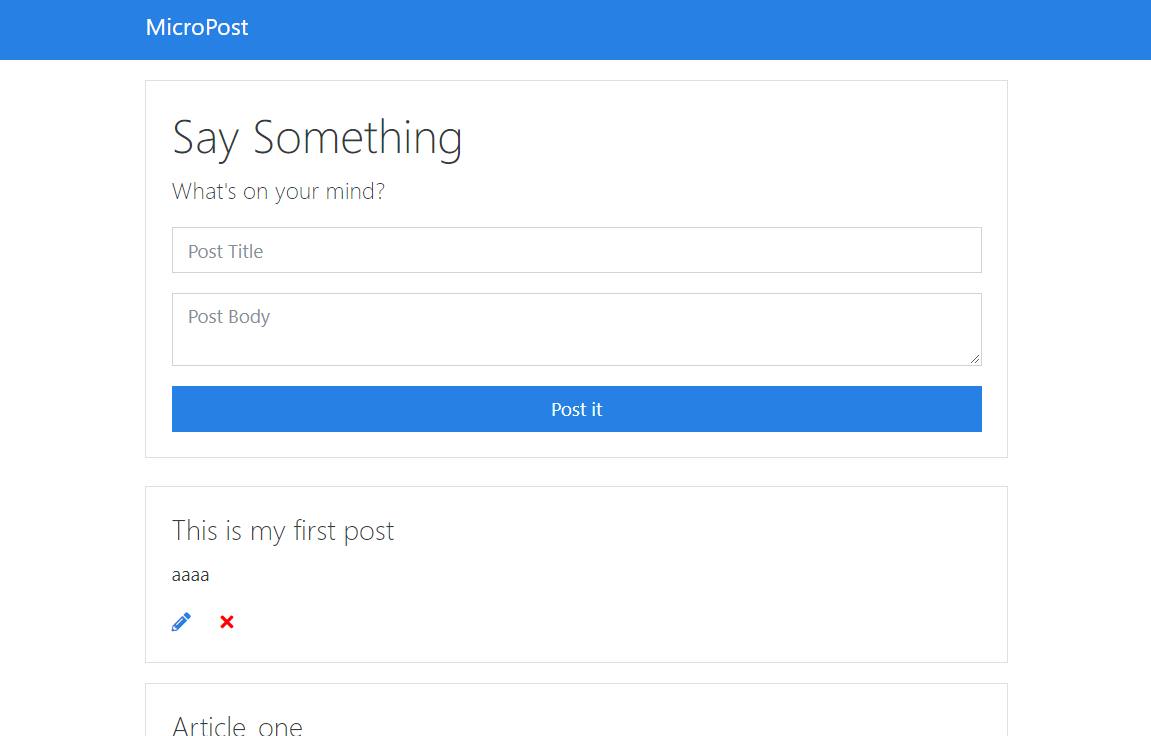 MicroPost
Say Something
What's on your mind?
Post Title
Post Body
Post it
This is my first post
aaaa
Article one